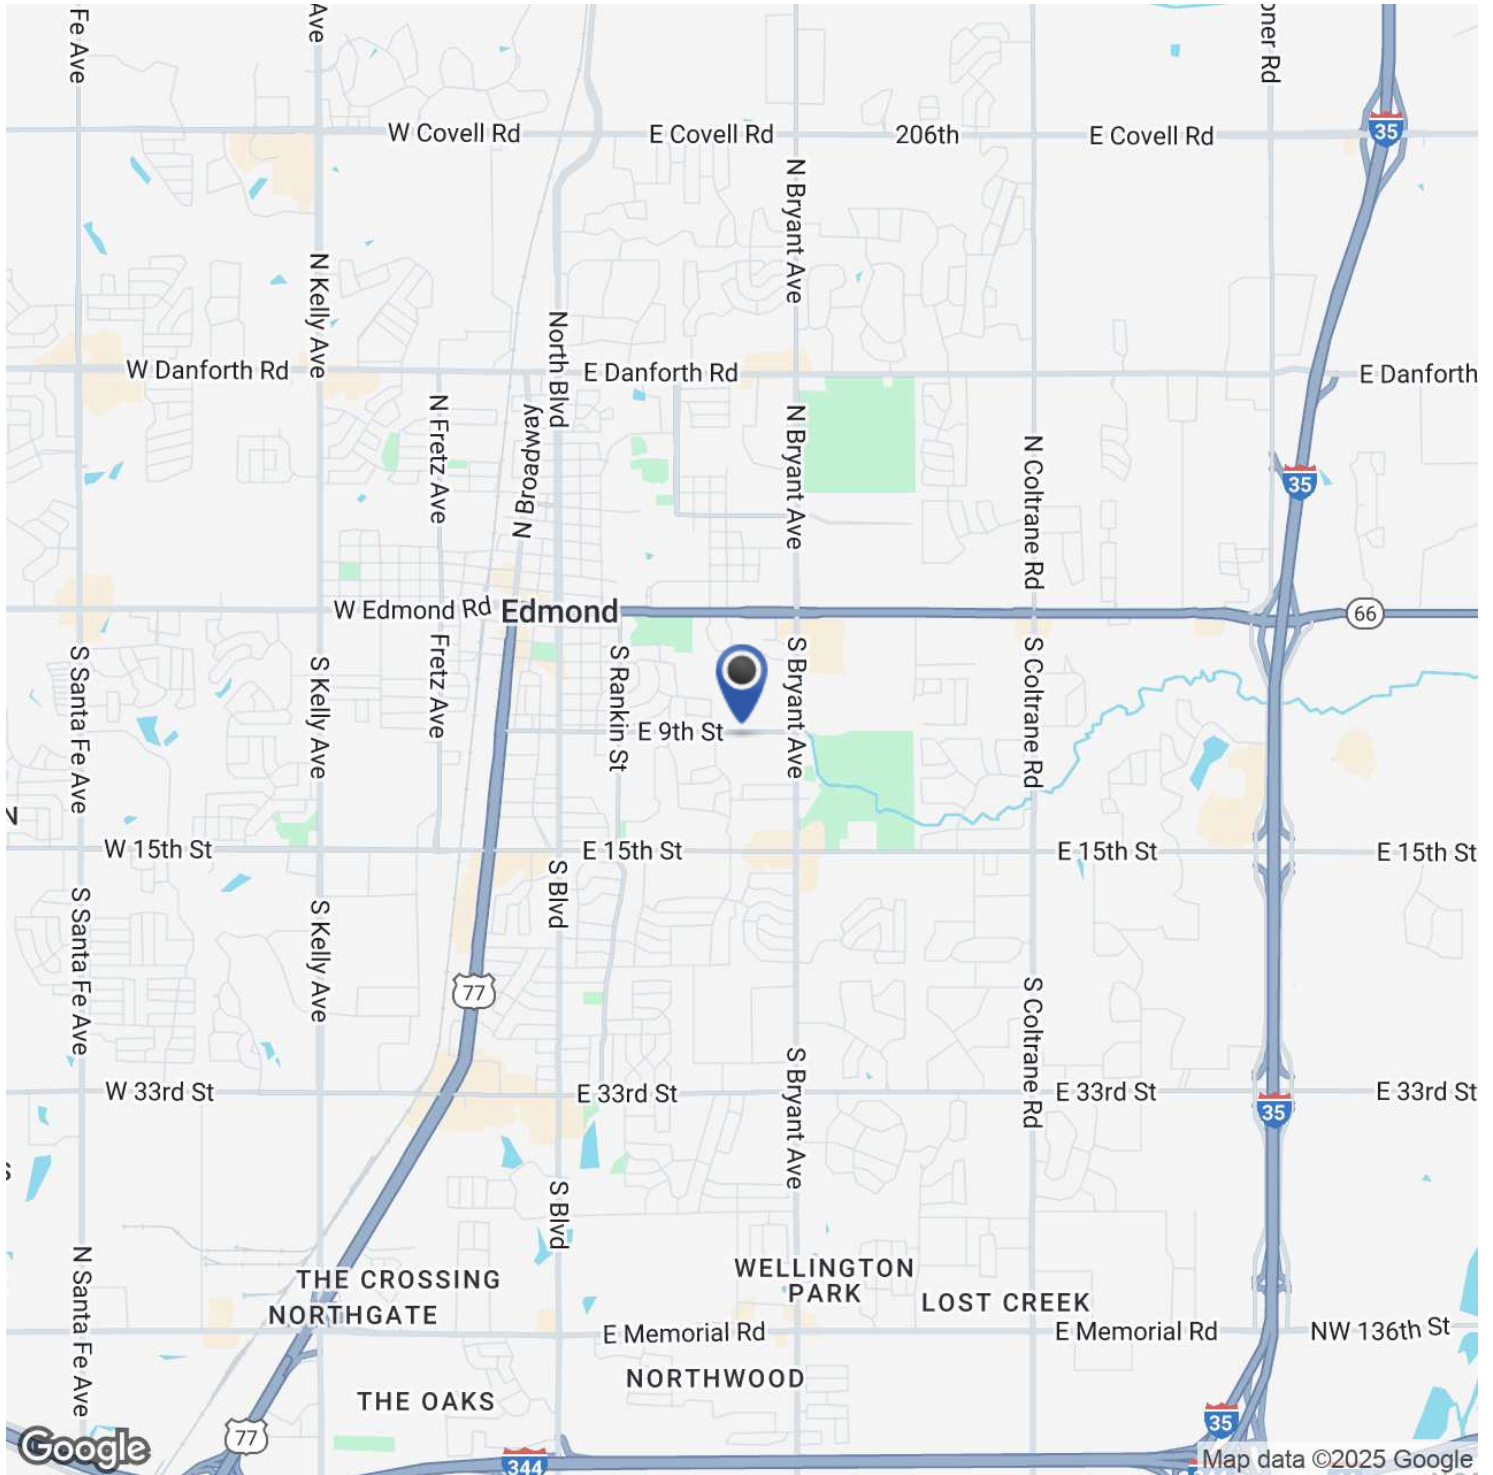 Fe Ave
Ave
oner Rd
35
W Covell Rd
E Covell Rd
206th
E Covell Rd
N Bryant Ave
N Kelly Ave
North Blvd
W Danforth Rd
E Danforth Rd
E Danforth
N Fretz Ave
N Broadway
N Bryant Ave
N Coltrane Rd
35
W Edmond Rd
Edmond
66
Fretz Ave
S Santa Fe Ave
S Kelly Ave
S Rankin St
S Bryant Ave
S Coltrane Rd
E 9th St
W 15th St
E 15th St
E 15th St
E 15th St
S Blvd
S Santa Fe Ave
S Kelly Ave
77
S Coltrane Rd
W 33rd St
E 33rd St
E 33rd St
E 33rd St
35
S Bryant Ave
S Blvd
N Santa Fe Ave
THE CROSSING
NORTHGATE
WELLINGTON
PARK
LOST CREEK
E Memorial Rd
E Memorial Rd
NW 136th St
NORTHWOOD
THE OAKS
77
35
344
Google
Map data ©2025 Google